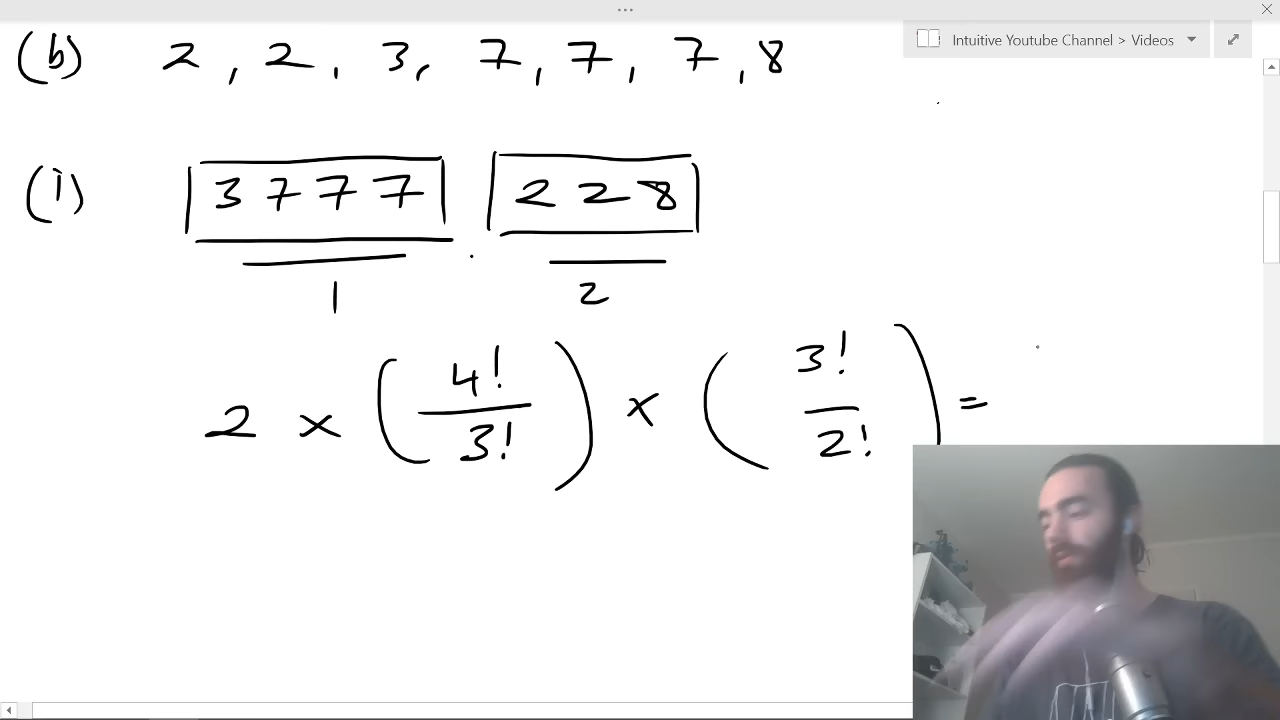 Intuitive Youtube Channel > Videos
(b) 2, 2, 3, 7, 7, 7, 8
(i) 3 7 7 7 2 2 8
1 2
2 × (4!/3!) × (3!/2!) =